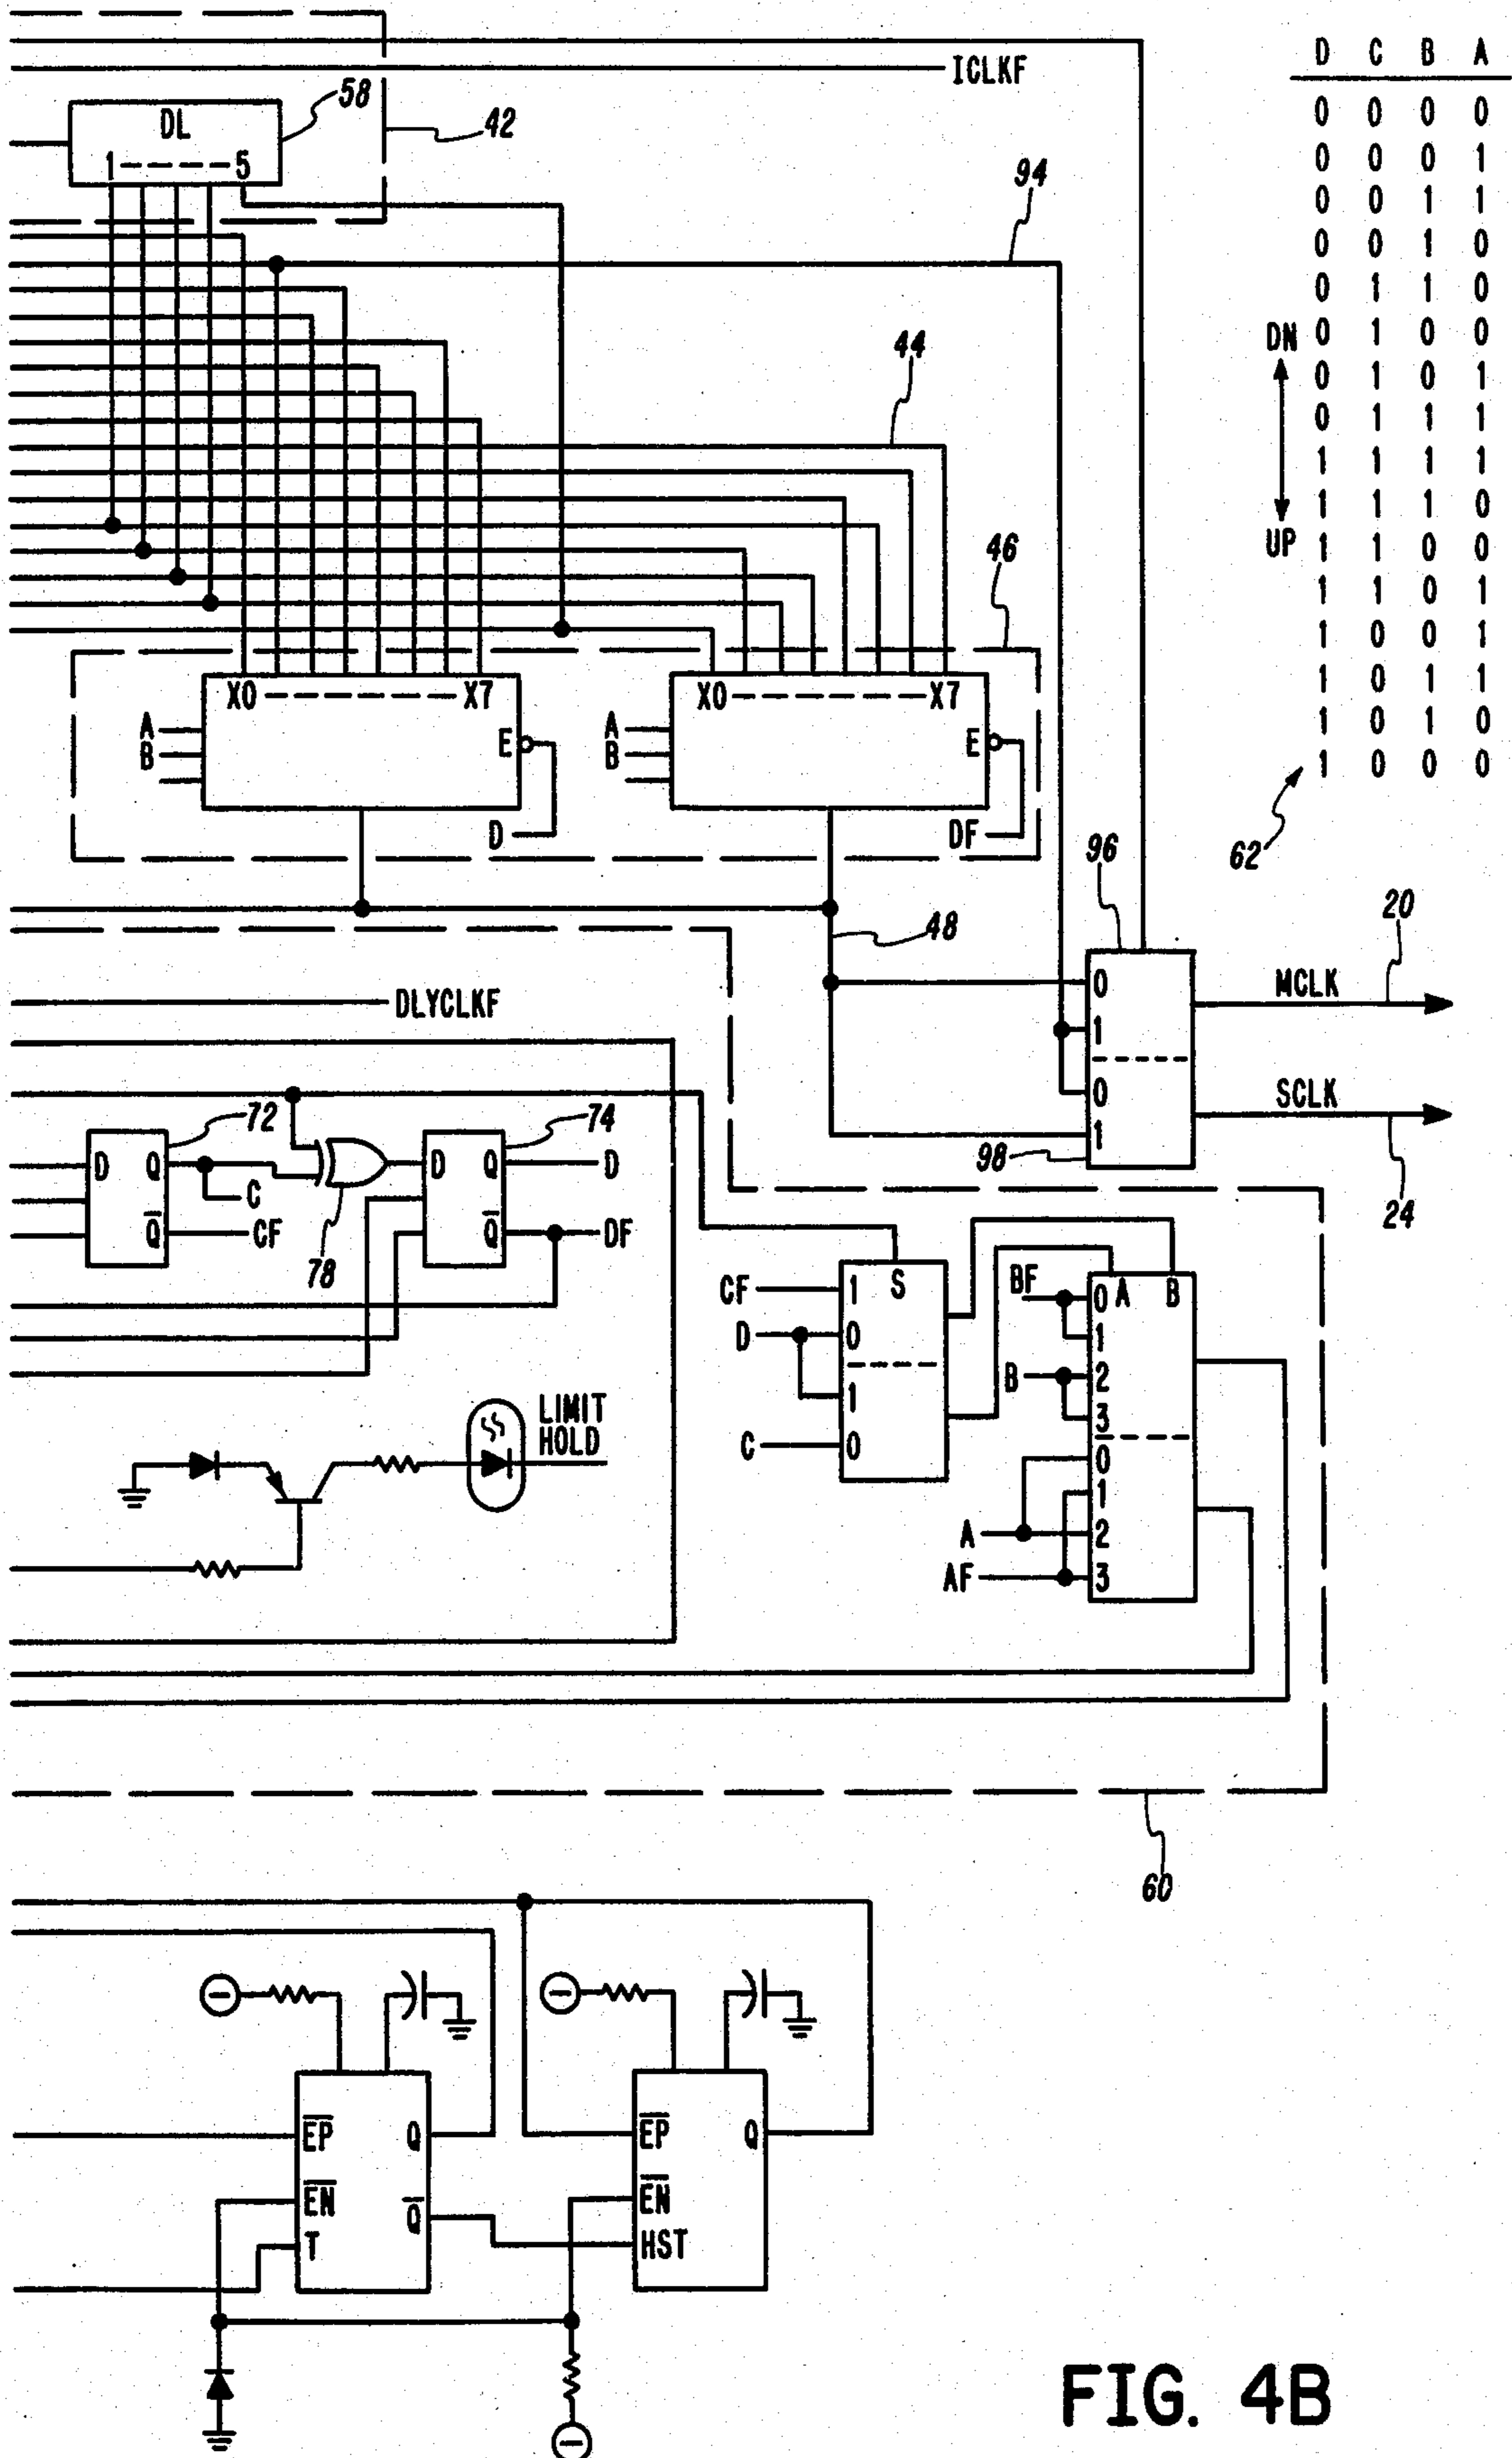 D C B A
ICLKF
0 0 0 0
58
DL
42
1 5
0 0 0 1
94
0 0 1 1
0 0 1 0
0 1 1 0
44
DN 0 1 0 0
0 1 0 1
0 1 1 1
1 1 1 1
1 1 1 0
UP 1 1 0 0
46
1 1 0 1
1 0 0 1
X0 X7
X0 X7
1 0 1 1
A
B
E
A
B
E
1 0 1 0
1 0 0 0
D
DF
96
62
20
48
0
MCLK
DLYCLKF
1
0
SCLK
72
74
1
98
24
D Q
C
Q
CF
78
D Q
D
Q
DF
CF
D
C
1 S
0
1
0
BF
B
A
AF
0 A B
1
2
3
0
1
2
3
LIMIT
HOLD
60
EP Q
EN
Q
T
EP Q
EN
HST
FIG. 4B